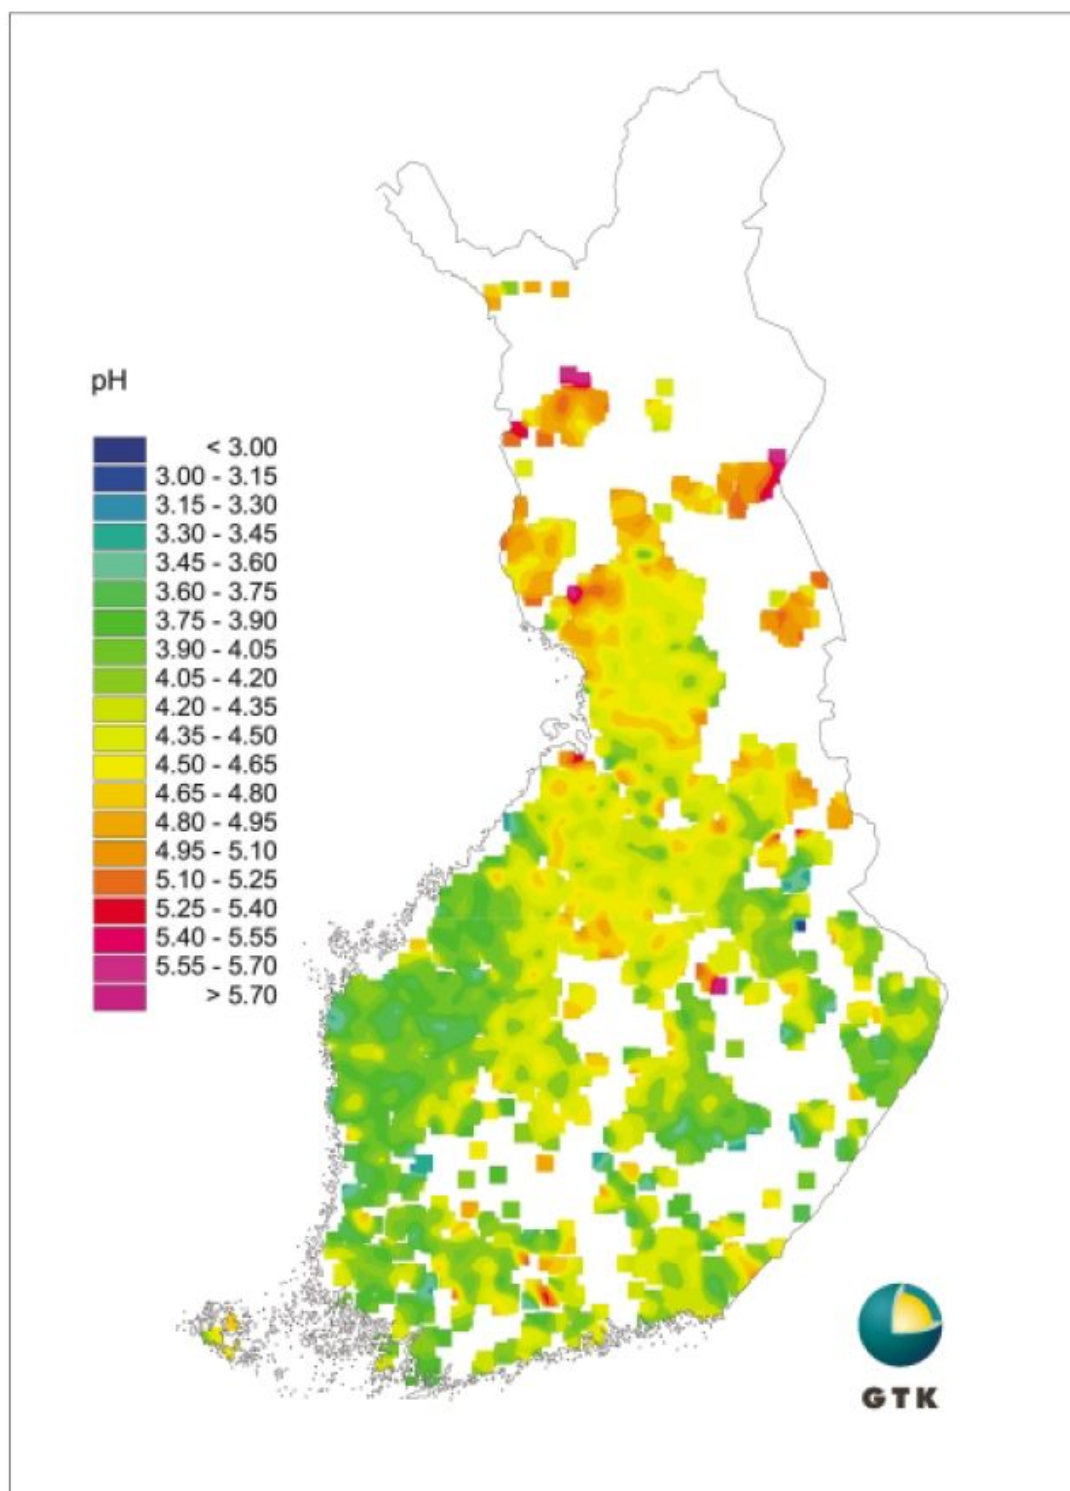 pH
< 3.00
3.00 - 3.15
3.15 - 3.30
3.30 - 3.45
3.45 - 3.60
3.60 - 3.75
3.75 - 3.90
3.90 - 4.05
4.05 - 4.20
4.20 - 4.35
4.35 - 4.50
4.50 - 4.65
4.65 - 4.80
4.80 - 4.95
4.95 - 5.10
5.10 - 5.25
5.25 - 5.40
5.40 - 5.55
5.55 - 5.70
> 5.70
GTK